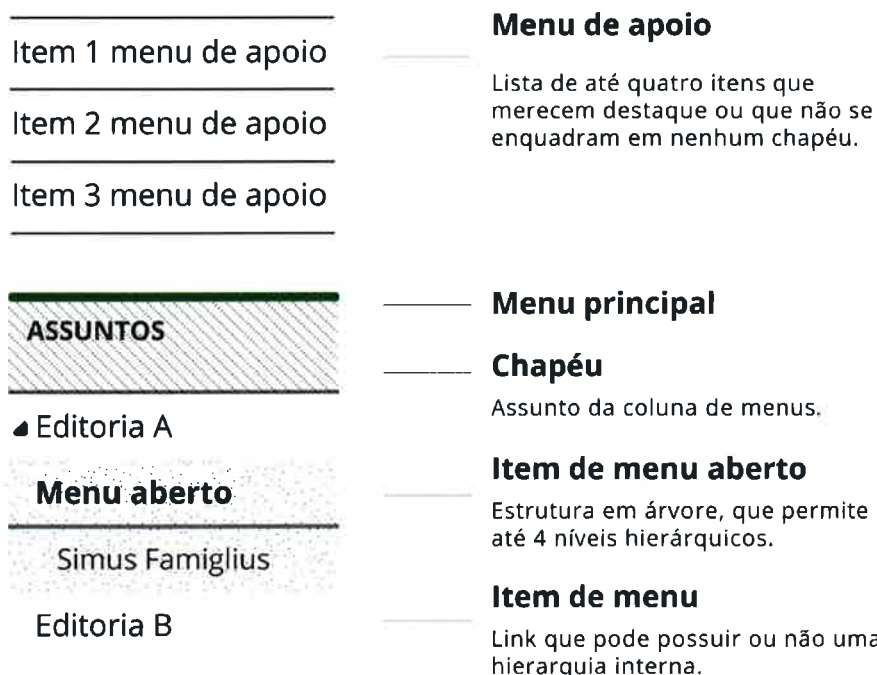 Item 1 menu de apoio
Item 2 menu de apoio
Item 3 menu de apoio
ASSUNTOS
Editoria A
Menu aberto
Simus Famiglius
Editoria B
Menu de apoio
Lista de até quatro itens que
merecem destaque ou que não se
enquadram em nenhum chapéu.
Menu principal
Chapéu
Assunto da coluna de menus.
Item de menu aberto
Estrutura em árvore, que permite
até 4 níveis hierárquicos.
Item de menu
Link que pode possuir ou não uma
hierarquia interna.